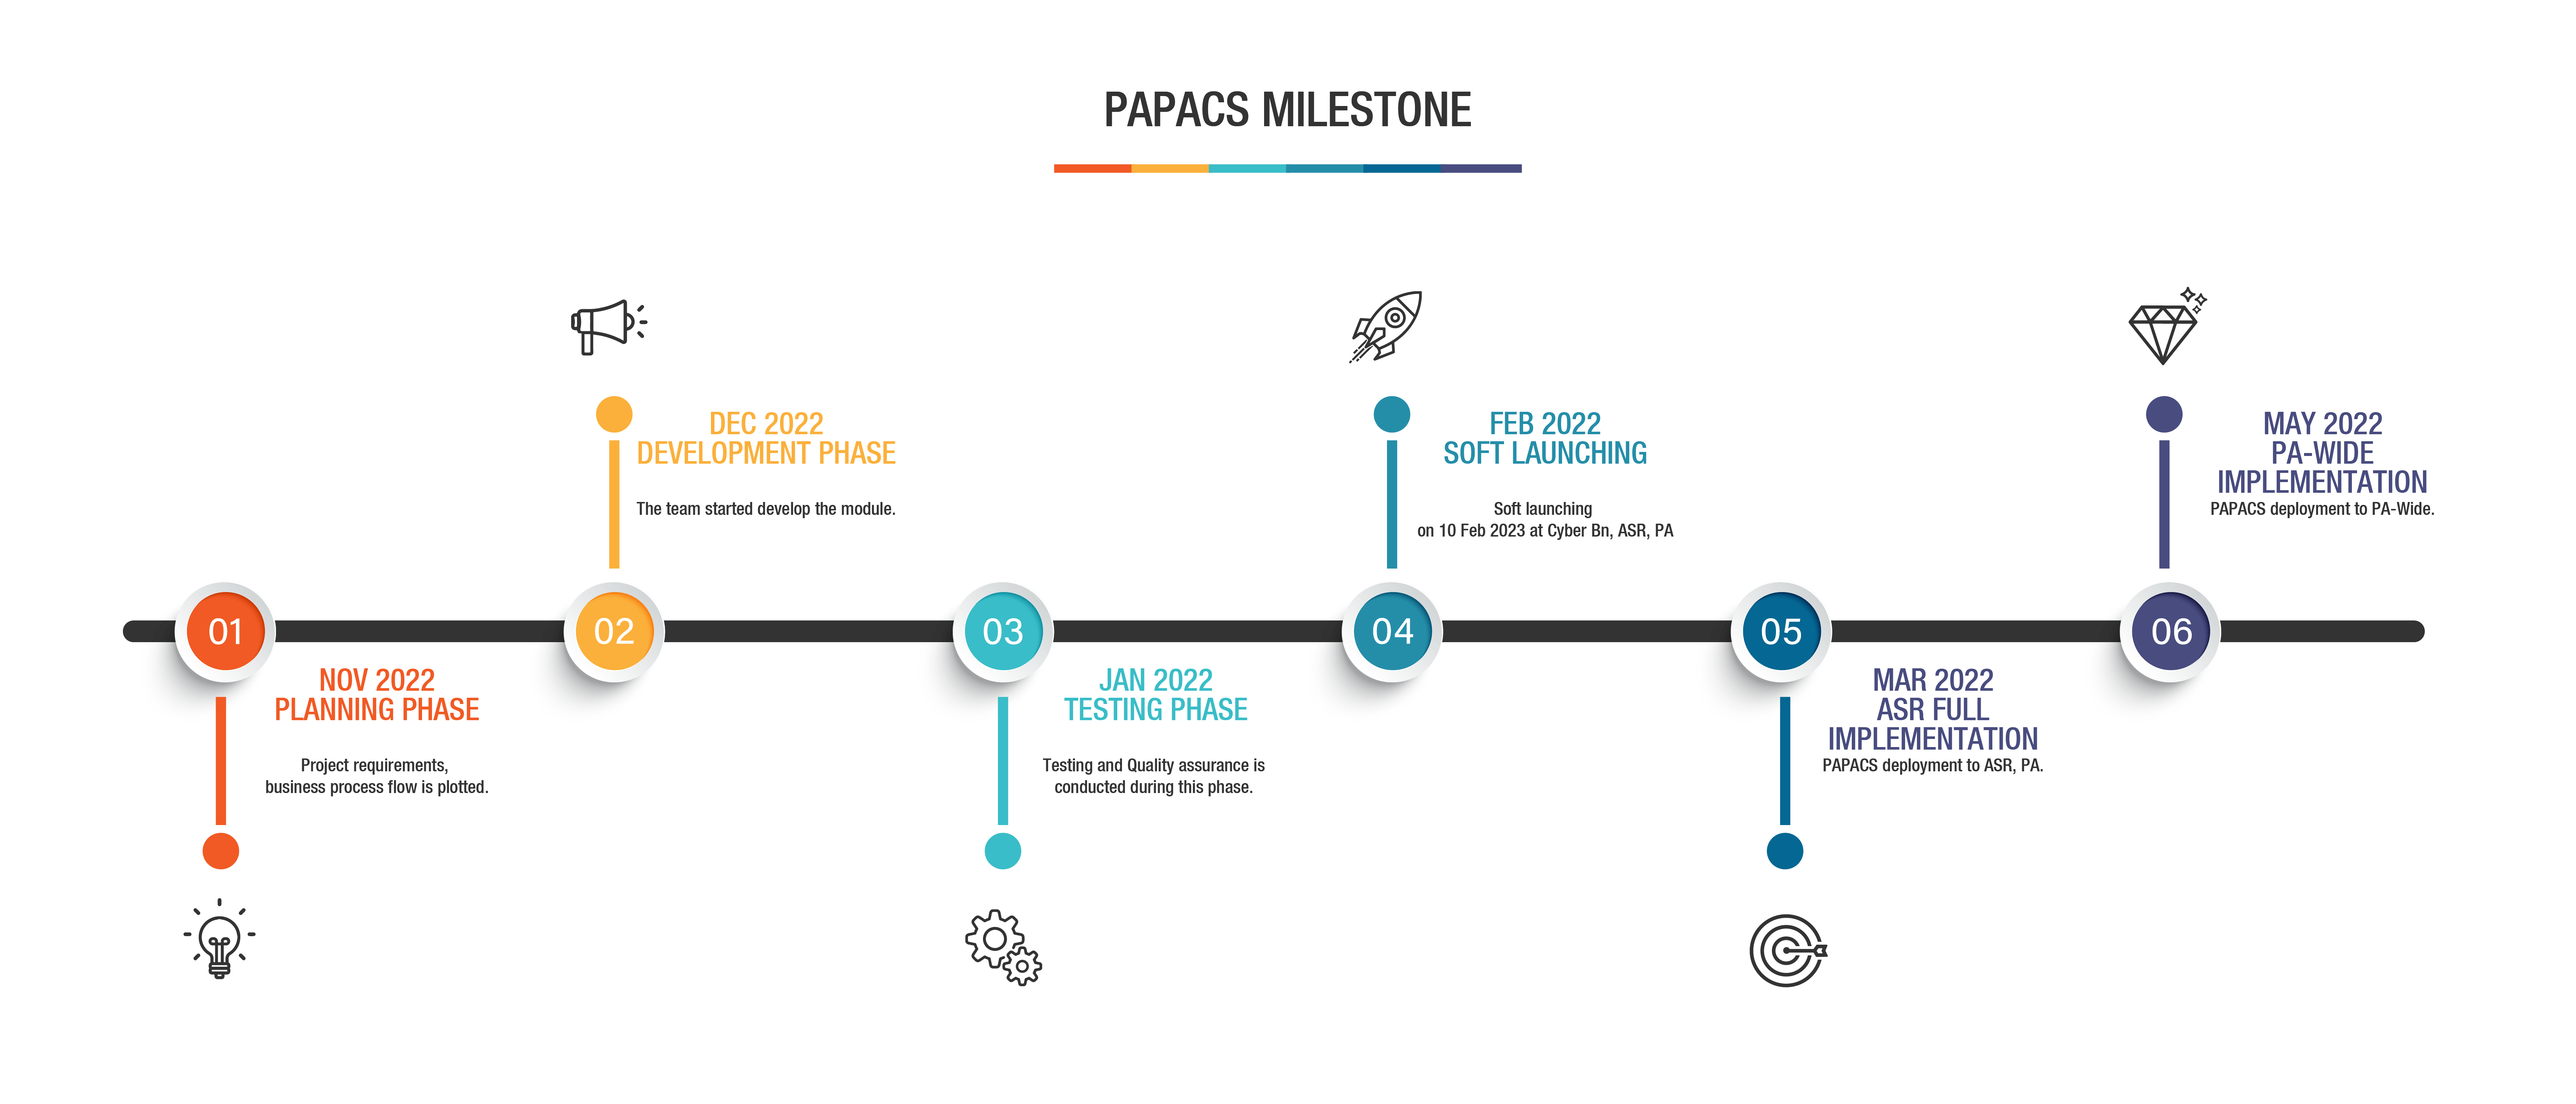 PAPACS MILESTONE
01
NOV 2022
PLANNING PHASE
Project requirements,
business process flow is plotted.
02
DEC 2022
DEVELOPMENT PHASE
The team started develop the module.
03
JAN 2022
TESTING PHASE
Testing and Quality assurance is
conducted during this phase.
04
FEB 2022
SOFT LAUNCHING
Soft launching
on 10 Feb 2023 at Cyber Bn, ASR, PA
05
MAR 2022
ASR FULL
IMPLEMENTATION
PAPACS deployment to ASR, PA.
06
MAY 2022
PA-WIDE
IMPLEMENTATION
PAPACS deployment to PA-Wide.